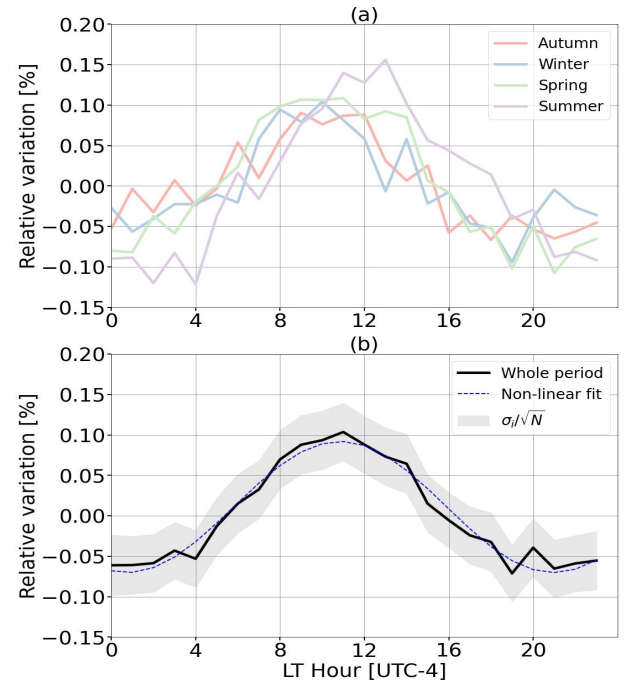 (a)
Relative variation [%]
0.20
0.15
0.10
0.05
0.00
−0.05
−0.10
−0.15
0 4 8 12 16 20
Autumn
Winter
Spring
Summer
(b)
Relative variation [%]
0.20
0.15
0.10
0.05
0.00
−0.05
−0.10
−0.15
0 4 8 12 16 20
Whole period
Non-linear fit
σᵢ/√N
LT Hour [UTC-4]